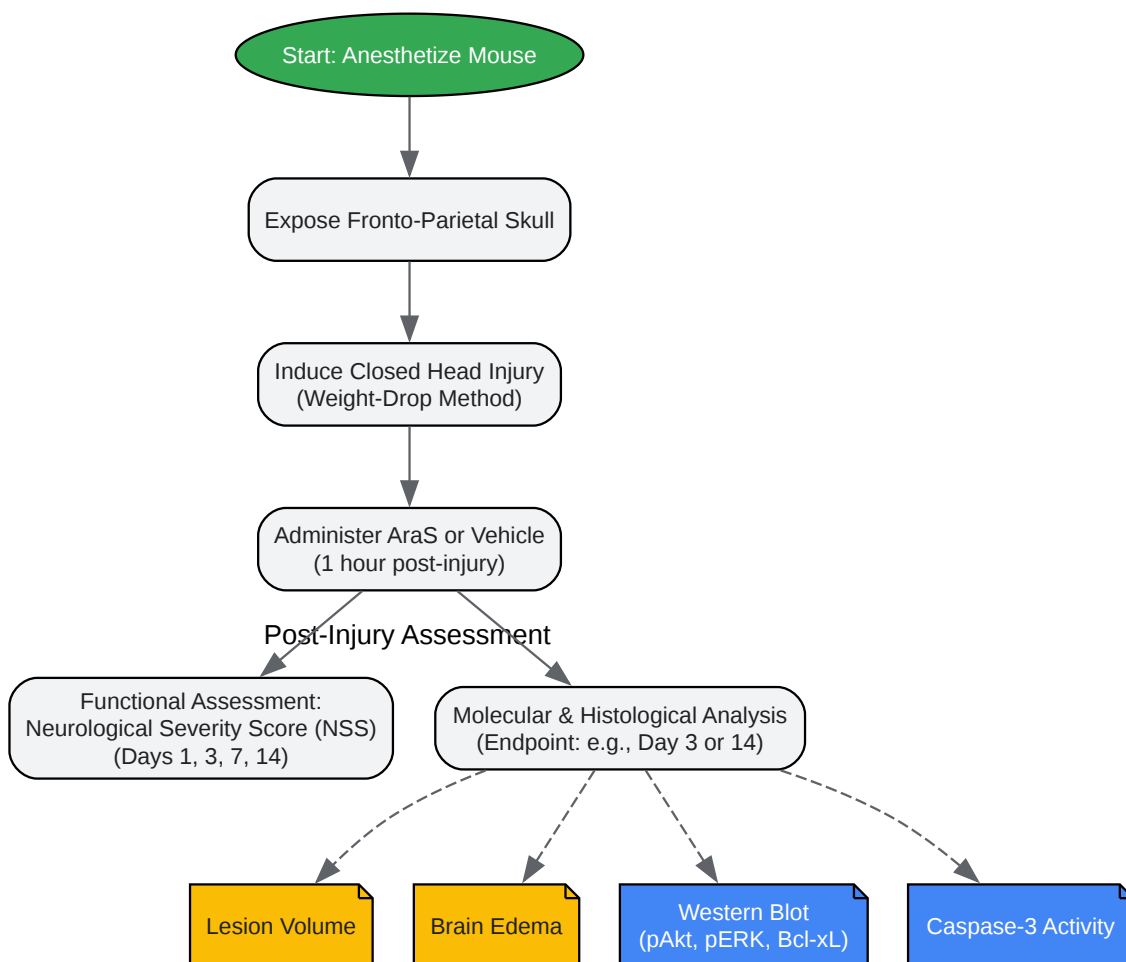 Start: Anesthetize Mouse
Expose Fronto-Parietal Skull
Induce Closed Head Injury
(Weight-Drop Method)
Administer AraS or Vehicle
(1 hour post-injury)
Post-Injury Assessment
Functional Assessment:
Neurological Severity Score (NSS)
(Days 1, 3, 7, 14)
Molecular & Histological Analysis
(Endpoint: e.g., Day 3 or 14)
Lesion Volume
Brain Edema
Western Blot
(pAkt, pERK, Bcl-xL)
Caspase-3 Activity